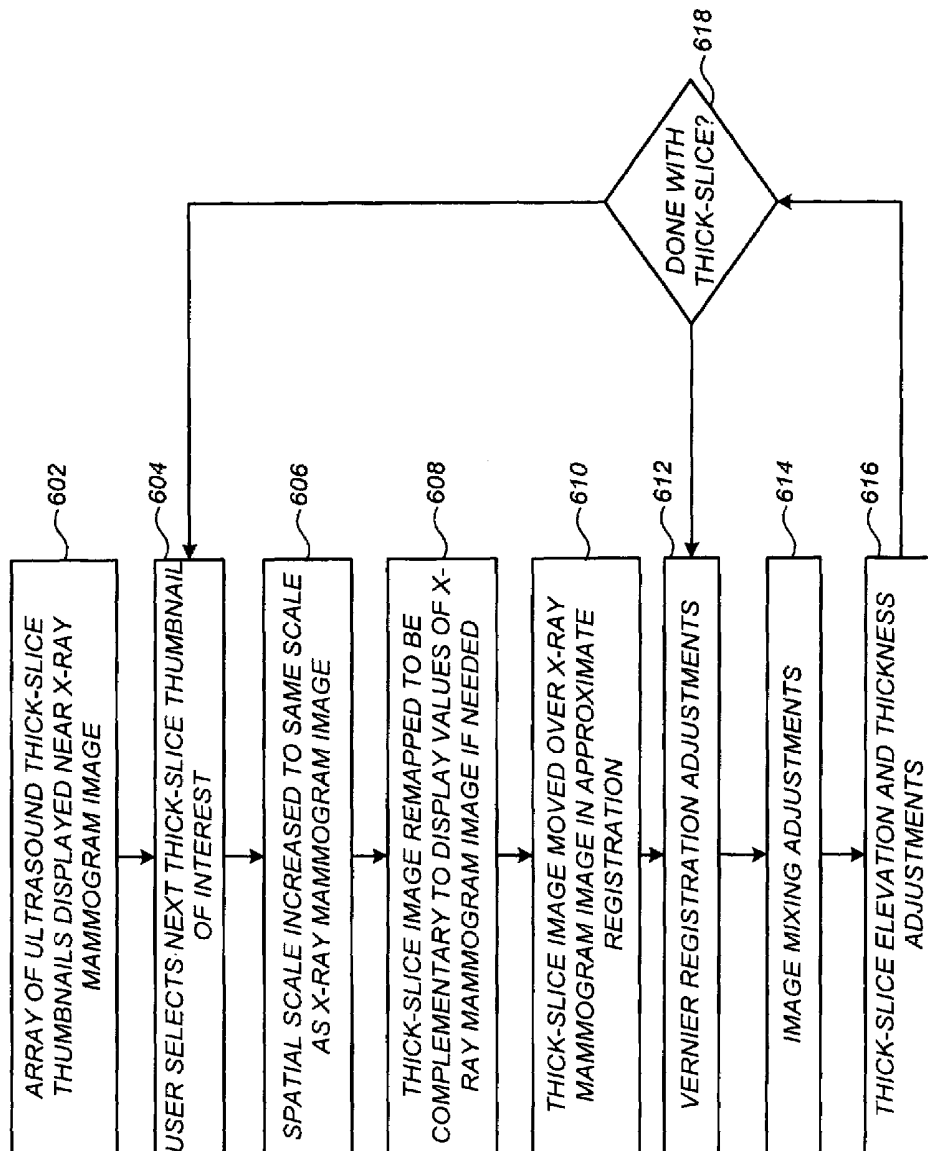 602
ARRAY OF ULTRASOUND THICK-SLICE
THUMBNAILS DISPLAYED NEAR X-RAY
MAMMOGRAM IMAGE
604
USER SELECTS NEXT THICK-SLICE THUMBNAIL
OF INTEREST
606
SPATIAL SCALE INCREASED TO SAME SCALE
AS X-RAY MAMMOGRAM IMAGE
608
THICK-SLICE IMAGE REMAPPED TO BE
COMPLEMENTARY TO DISPLAY VALUES OF X-
RAY MAMMOGRAM IMAGE IF NEEDED
610
THICK-SLICE IMAGE MOVED OVER X-RAY
MAMMOGRAM IMAGE IN APPROXIMATE
REGISTRATION
612
VERNIER REGISTRATION ADJUSTMENTS
614
IMAGE MIXING ADJUSTMENTS
616
THICK-SLICE ELEVATION AND THICKNESS
ADJUSTMENTS
618
DONE WITH
THICK-SLICE?